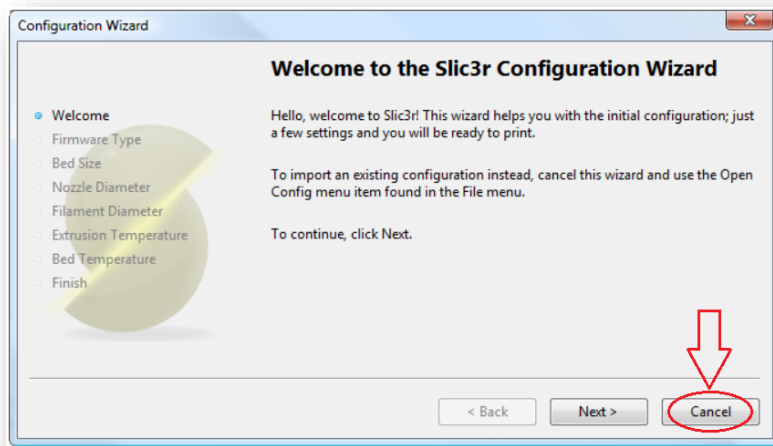 Configuration Wizard
Welcome to the Slic3r Configuration Wizard
Welcome
Firmware Type
Bed Size
Nozzle Diameter
Filament Diameter
Extrusion Temperature
Bed Temperature
Finish
Hello, welcome to Slic3r! This wizard helps you with the initial configuration; just
a few settings and you will be ready to print.
To import an existing configuration instead, cancel this wizard and use the Open
Config menu item found in the File menu.
To continue, click Next.
< Back
Next >
Cancel